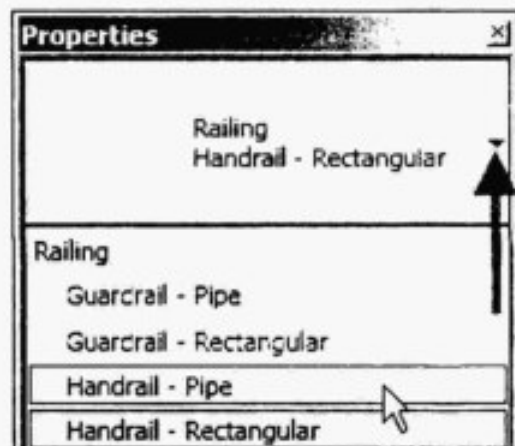 Properties
Railing
Handrail - Rectangular
Railing
Guardrail - Pipe
Guardrail - Rectangular
Handrail - Pipe
Handrail - Rectangular